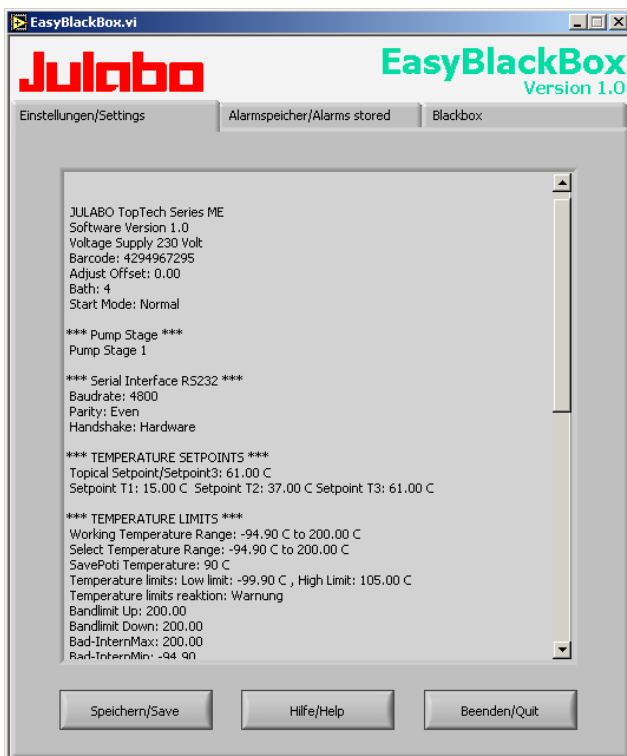 EasyBlackBox.vi
Julabo
EasyBlackBox
Version 1.0
Einstellungen/Settings
Alarmspeicher/Alarms stored
Blackbox
JULABO TopTech Series ME
Software Version 1.0
Voltage Supply 230 Volt
Barcode: 4294967295
Adjust Offset: 0.00
Bath: 4
Start Mode: Normal
*** Pump Stage ***
Pump Stage 1
*** Serial Interface RS232 ***
Baudrate: 4800
Parity: Even
Handshake: Hardware
*** TEMPERATURE SETPOINTS ***
Topical Setpoint/Setpoint3: 61.00 C
Setpoint T1: 15.00 C  Setpoint T2: 37.00 C Setpoint T3: 61.00 C
*** TEMPERATURE LIMITS ***
Working Temperature Range: -94.90 C to 200.00 C
Select Temperature Range: -94.90 C to 200.00 C
SavePoti Temperature: 90 C
Temperature limits: Low limit: -99.90 C , High Limit: 105.00 C
Temperature limits reaktion: Warnung
Bandlimit Up: 200.00
Bandlimit Down: 200.00
Bad-InternMax: 200.00
Bad-InternMin: -94.90
Speichern/Save
Hilfe/Help
Beenden/Quit